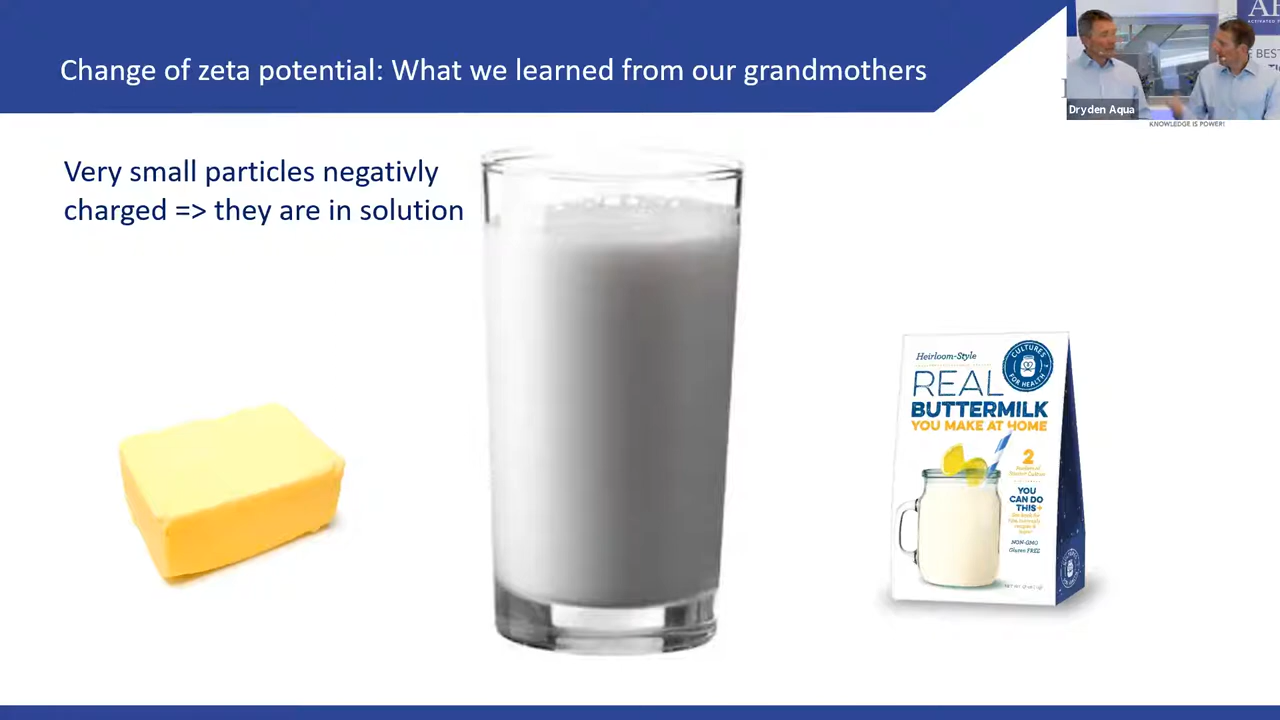 Change of zeta potential: What we learned from our grandmothers
AF
E BEST
Dryden Aqua
KNOWLEDGE IS POWER!
Very small particles negativly
charged => they are in solution
Heirloom-Style
CULTURES
FOR HEALTH
REAL
BUTTERMILK
YOU MAKE AT HOME
2
YOU
CAN DO
THIS
NON-GMO
Gluten FREE